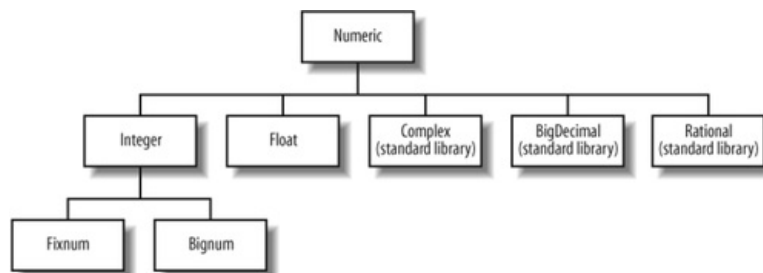 Numeric
Integer
Float
Complex
(standard library)
BigDecimal
(standard library)
Rational
(standard library)
Fixnum
Bignum